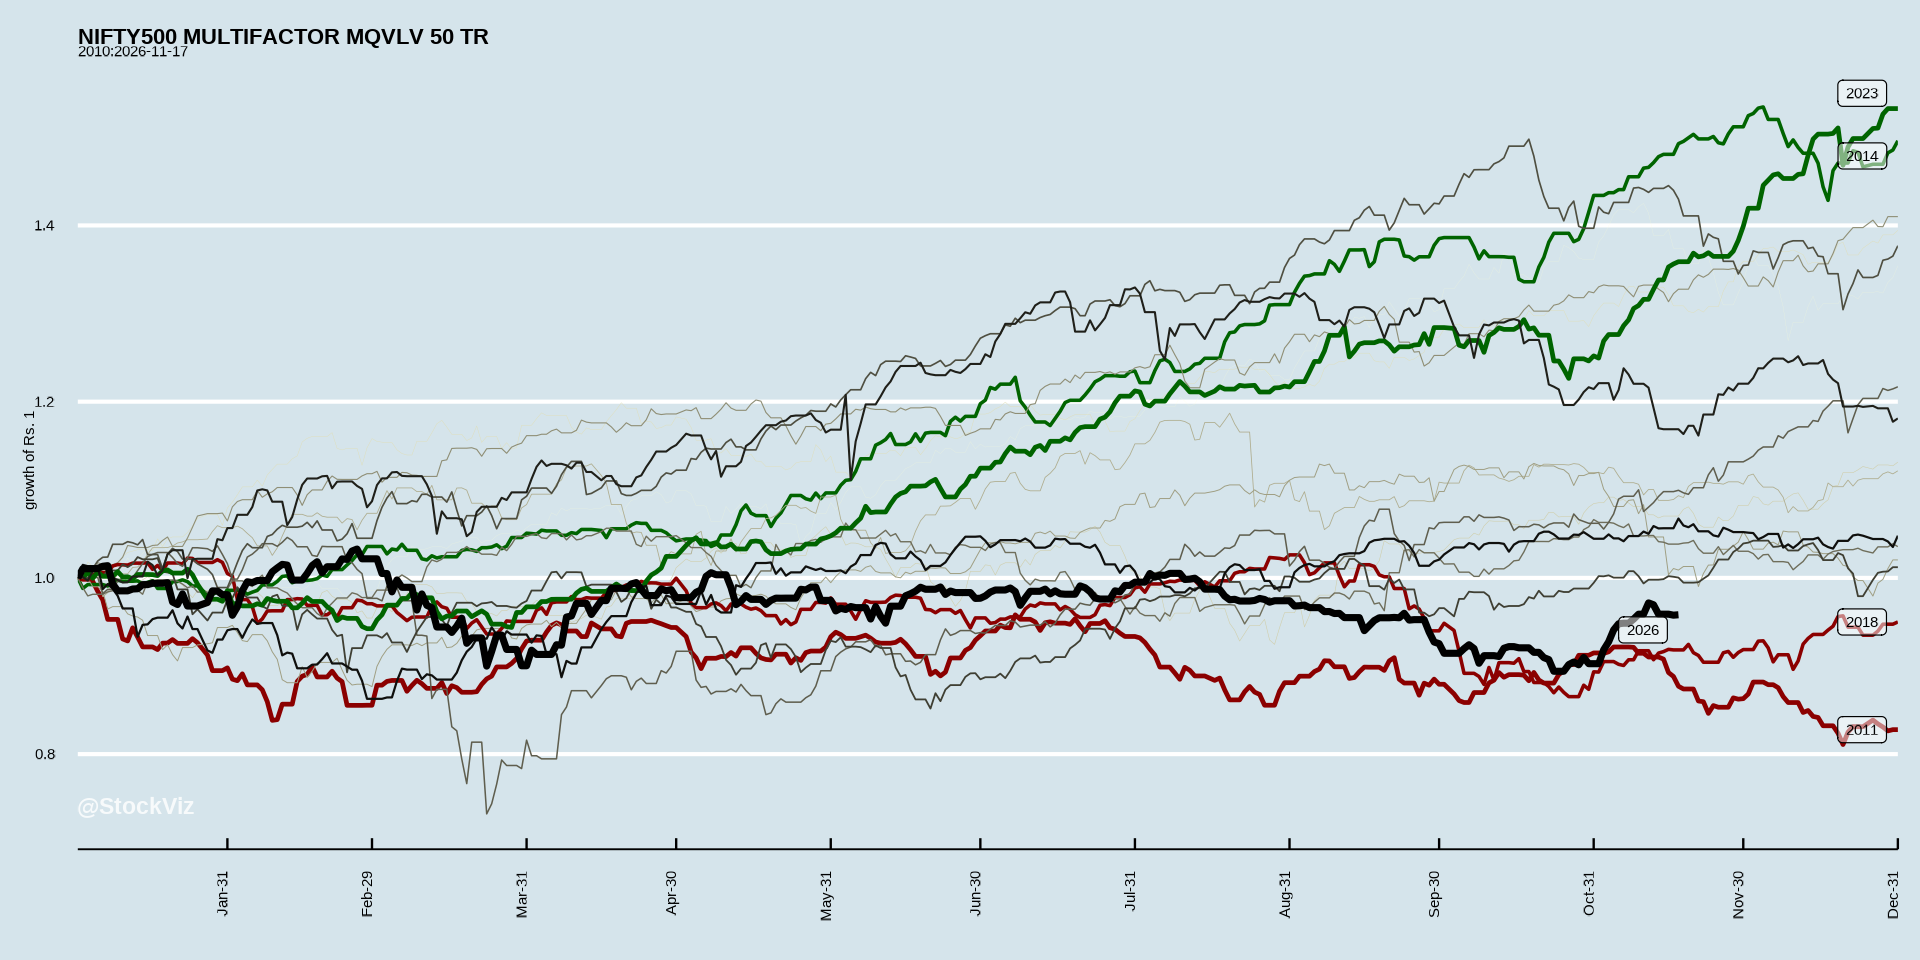 NIFTY500 MULTIFACTOR MQVLV 50 TR
2010:2026-11-17
2023
2014
1.4
1.2
growth of Rs. 1
1.0
2026
2018
2011
0.8
@StockViz
Jan-31
Feb-29
Mar-31
Apr-30
May-31
Jun-30
Jul-31
Aug-31
Sep-30
Oct-31
Nov-30
Dec-31